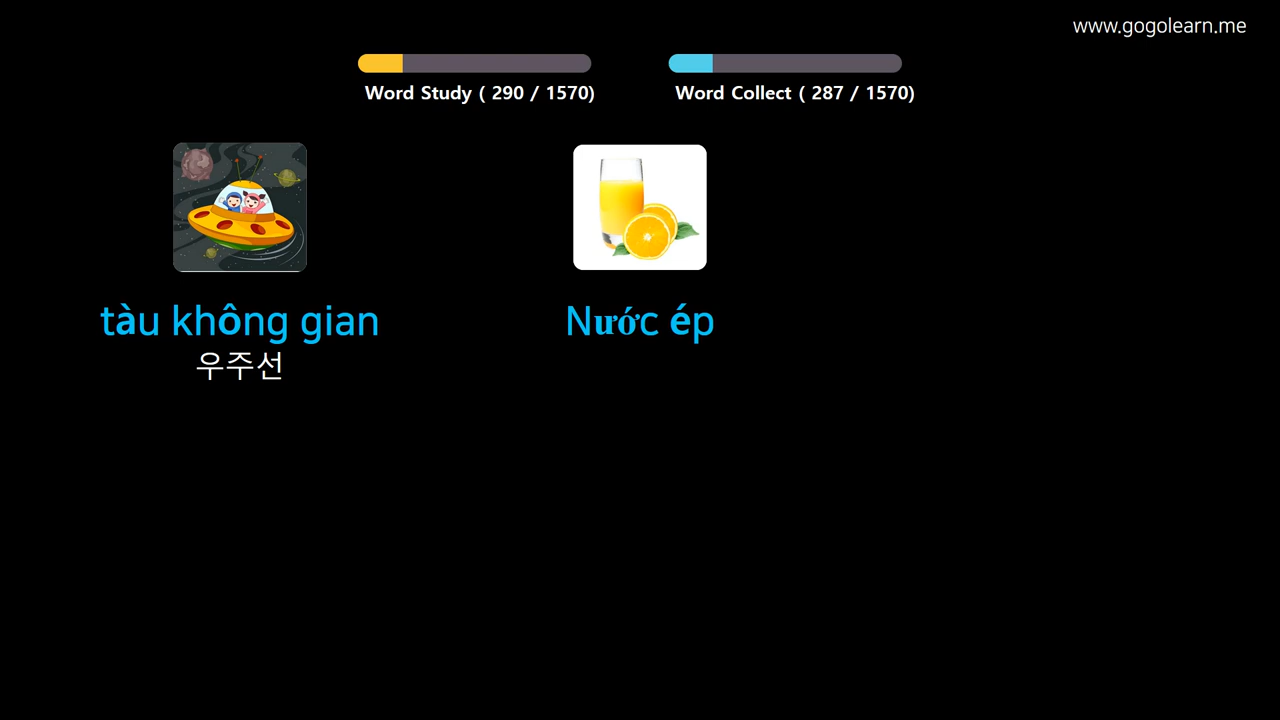 www.gogolearn.me
Word Study ( 290 / 1570)
Word Collect ( 287 / 1570)
tàu không gian
우주선
Nước ép